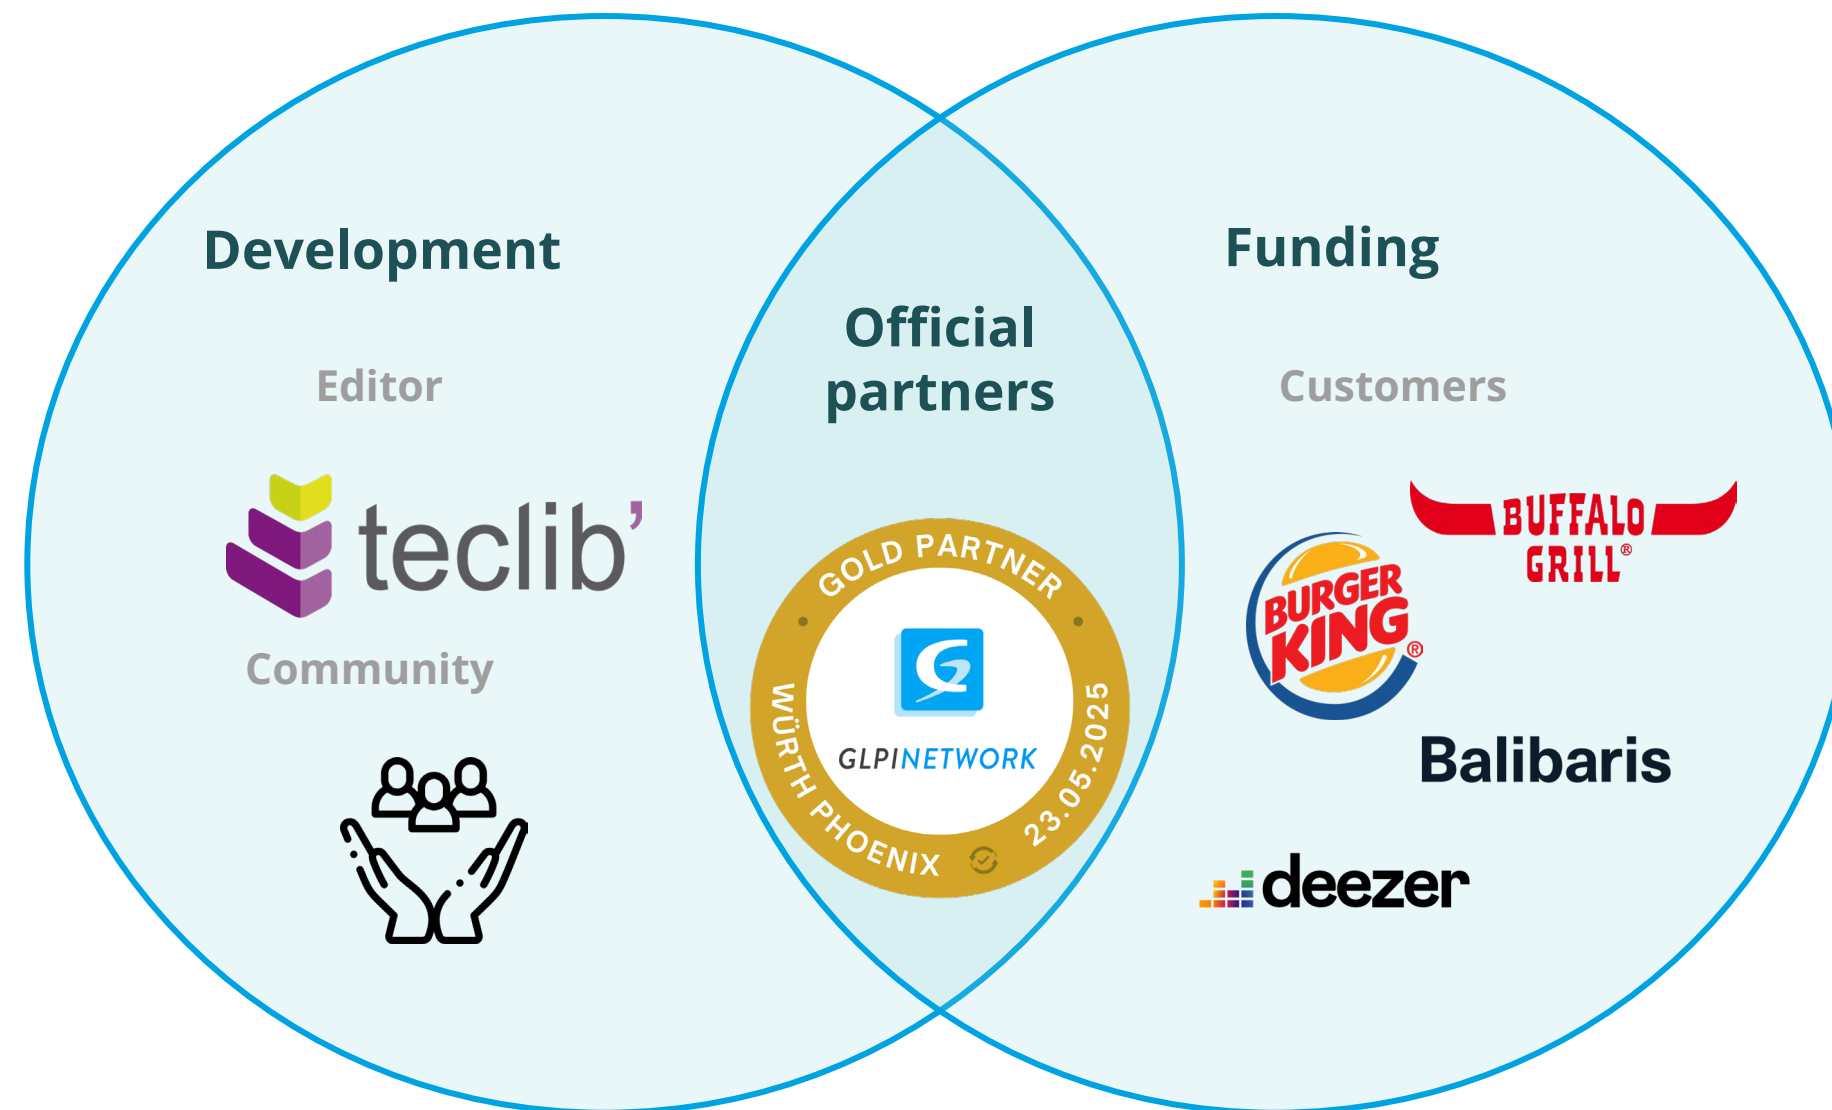 Development
Editor
teclib'
Community
Official
partners
GOLD PARTNER
WÜRTH PHOENIX
23.05.2025
GLPINETWORK
Funding
Customers
BUFFALO
GRILL®
BURGER
KING®
Balibaris
deezer